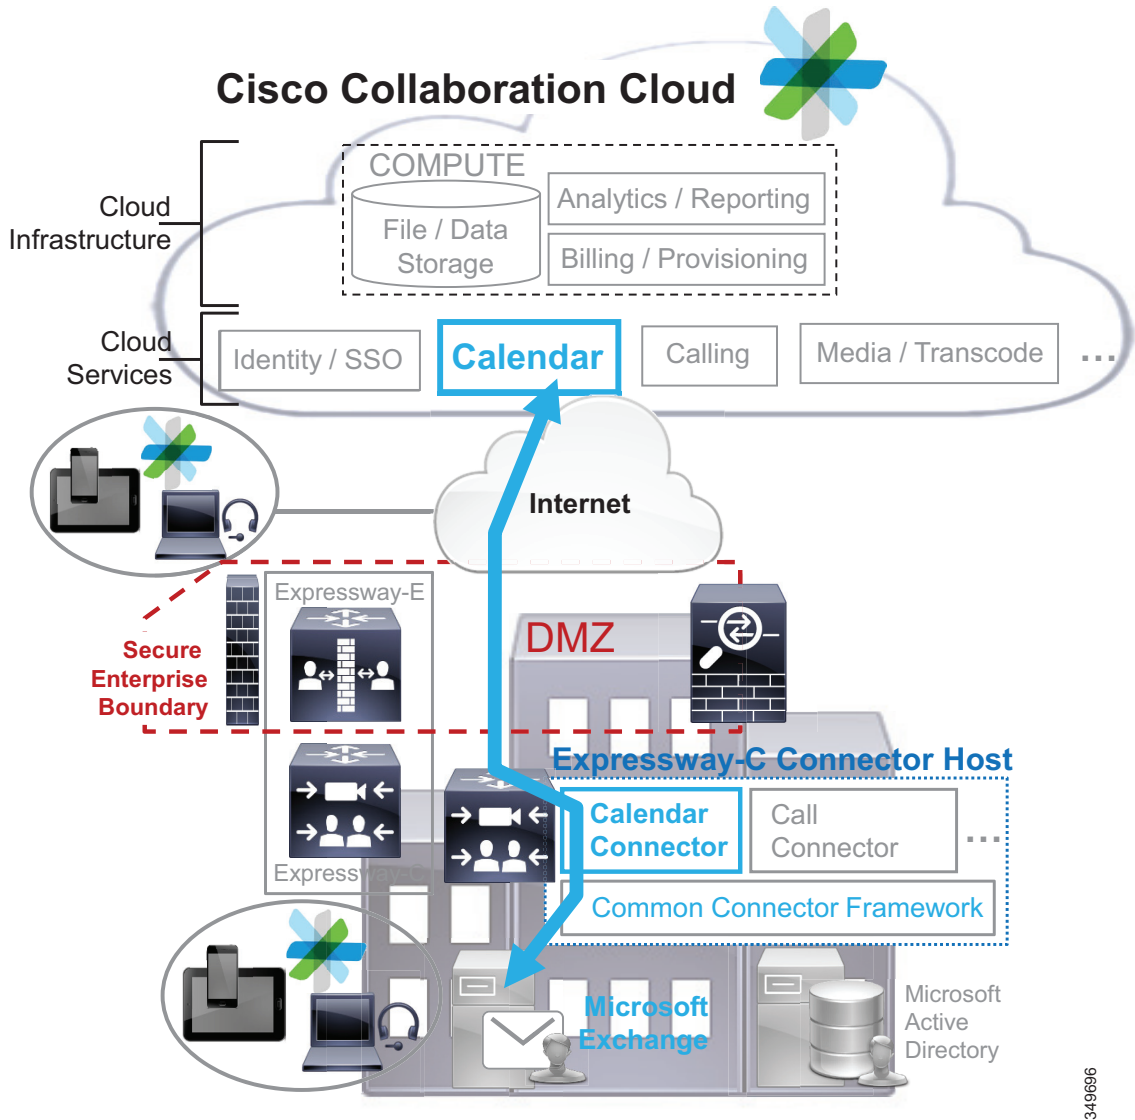 Cisco Collaboration Cloud
Cloud
Infrastructure
COMPUTE
File / Data
Storage
Analytics / Reporting
Billing / Provisioning
Cloud
Services
Identity / SSO
Calendar
Calling
Media / Transcode
...
Internet
Secure
Enterprise
Boundary
Expressway-E
DMZ
Expressway-C
Expressway-C Connector Host
Calendar
Connector
Call
Connector
...
Common Connector Framework
Microsoft
Exchange
Microsoft
Active
Directory
349696